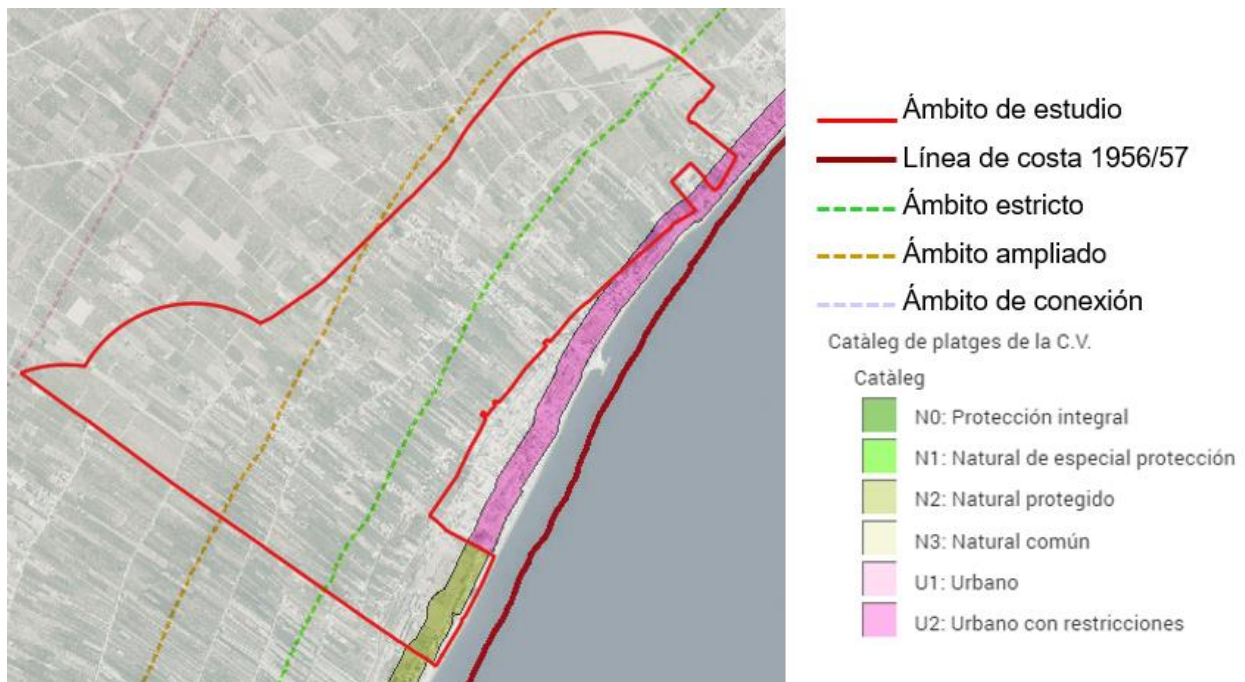 Ámbito de estudio
Línea de costa 1956/57
Ámbito estricto
Ámbito ampliado
Ámbito de conexión
Catàleg de platges de la C.V.
Catàleg
N0: Protección integral
N1: Natural de especial protección
N2: Natural protegido
N3: Natural común
U1: Urbano
U2: Urbano con restricciones